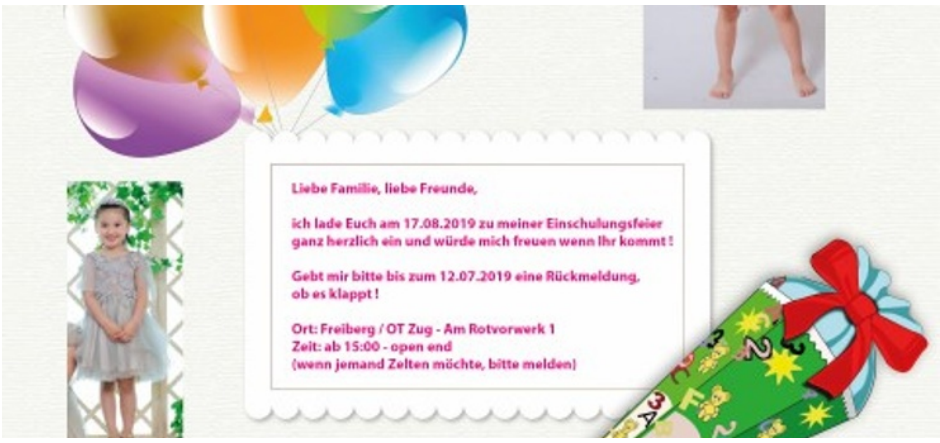 Liebe Familie, liebe Freunde,
ich lade Euch am 17.08.2019 zu meiner Einschulungsfeier
ganz herzlich ein und würde mich freuen wenn Ihr kommt !
Gebt mir bitte bis zum 12.07.2019 eine Rückmeldung,
ob es klappt !
Ort: Freiberg / OT Zug - Am Rotvorwerk 1
Zeit: ab 15:00 - open end
(wenn jemand Zelten möchte, bitte melden)